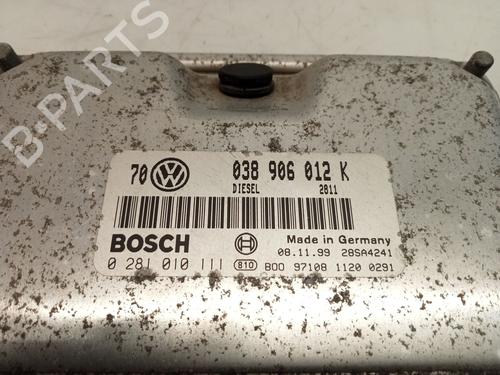 B-PARTS
70 038 906 012 K
DIESEL 2811
BOSCH Made in Germany
08.11.99 28SA4241
0 281 010 111 810 BOO 97108 1120 0291